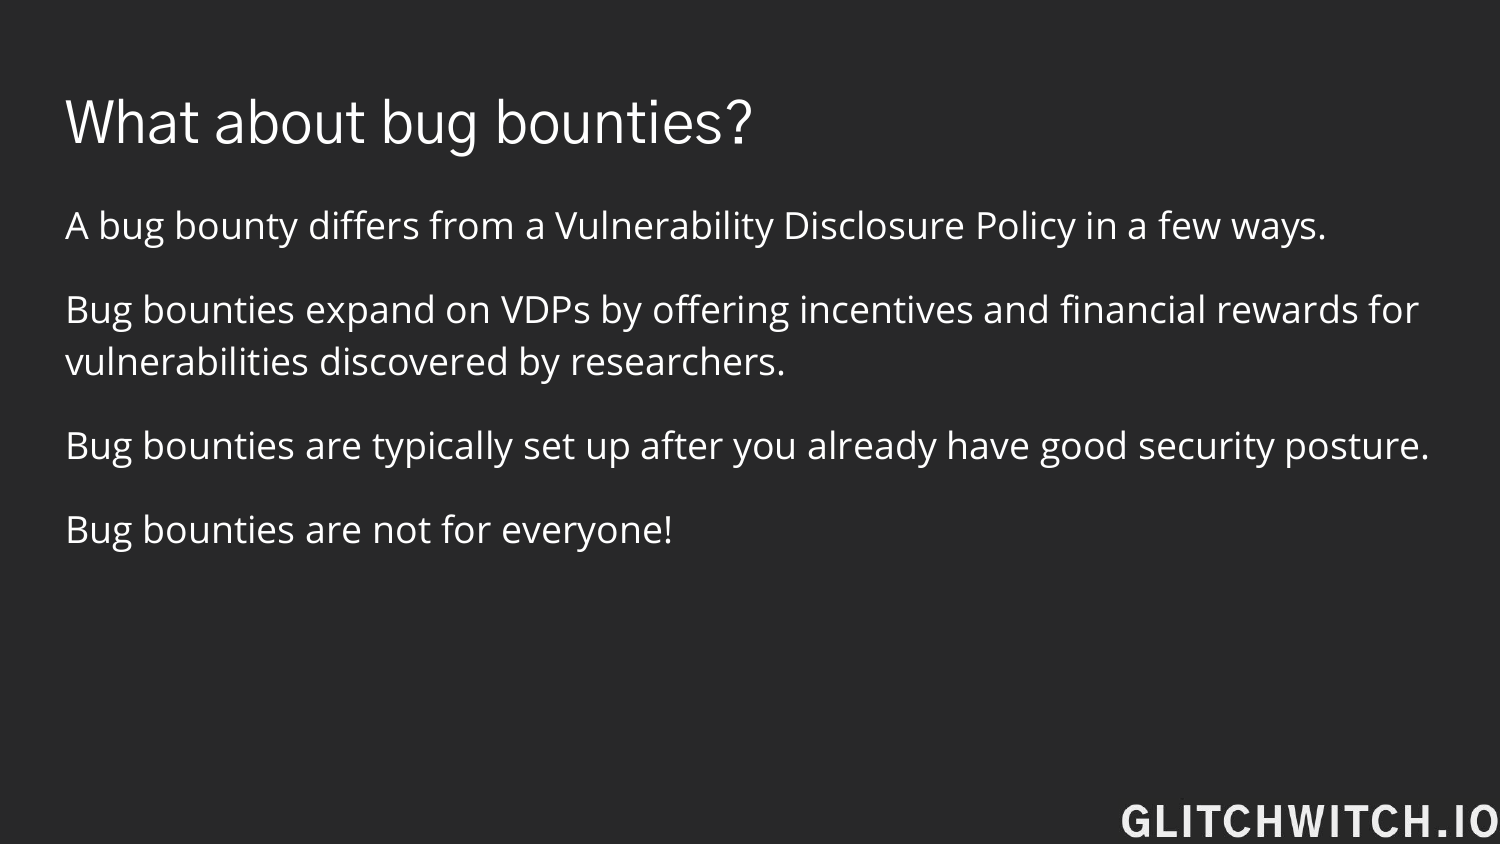 What about bug bounties?
A bug bounty differs from a Vulnerability Disclosure Policy in a few ways.
Bug bounties expand on VDPs by offering incentives and financial rewards for
vulnerabilities discovered by researchers.
Bug bounties are typically set up after you already have good security posture.
Bug bounties are not for everyone!
GLITCHWITCH.IO